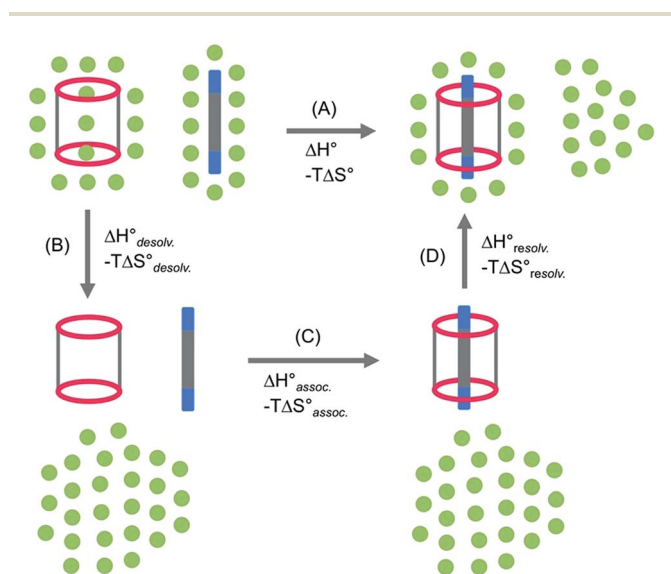 (A)
ΔH°
-TΔS°
(B)
ΔH°desolv.
-TΔS°desolv.
(D)
ΔH°resolv.
-TΔS°resolv.
(C)
ΔH°assoc.
-TΔS°assoc.